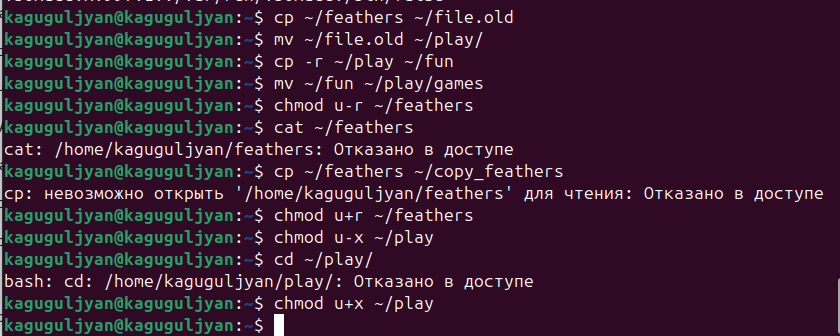 kaguguljyan@kaguguljyan:~$ cp ~/feathers ~/file.old
kaguguljyan@kaguguljyan:~$ mv ~/file.old ~/play/
kaguguljyan@kaguguljyan:~$ cp -r ~/play ~/fun
kaguguljyan@kaguguljyan:~$ mv ~/fun ~/play/games
kaguguljyan@kaguguljyan:~$ chmod u-r ~/feathers
kaguguljyan@kaguguljyan:~$ cat ~/feathers
cat: /home/kaguguljyan/feathers: Отказано в доступе
kaguguljyan@kaguguljyan:~$ cp ~/feathers ~/copy_feathers
cp: невозможно открыть '/home/kaguguljyan/feathers' для чтения: Отказано в доступе
kaguguljyan@kaguguljyan:~$ chmod u+r ~/feathers
kaguguljyan@kaguguljyan:~$ chmod u-x ~/play
kaguguljyan@kaguguljyan:~$ cd ~/play/
bash: cd: /home/kaguguljyan/play/: Отказано в доступе
kaguguljyan@kaguguljyan:~$ chmod u+x ~/play
kaguguljyan@kaguguljyan:~$